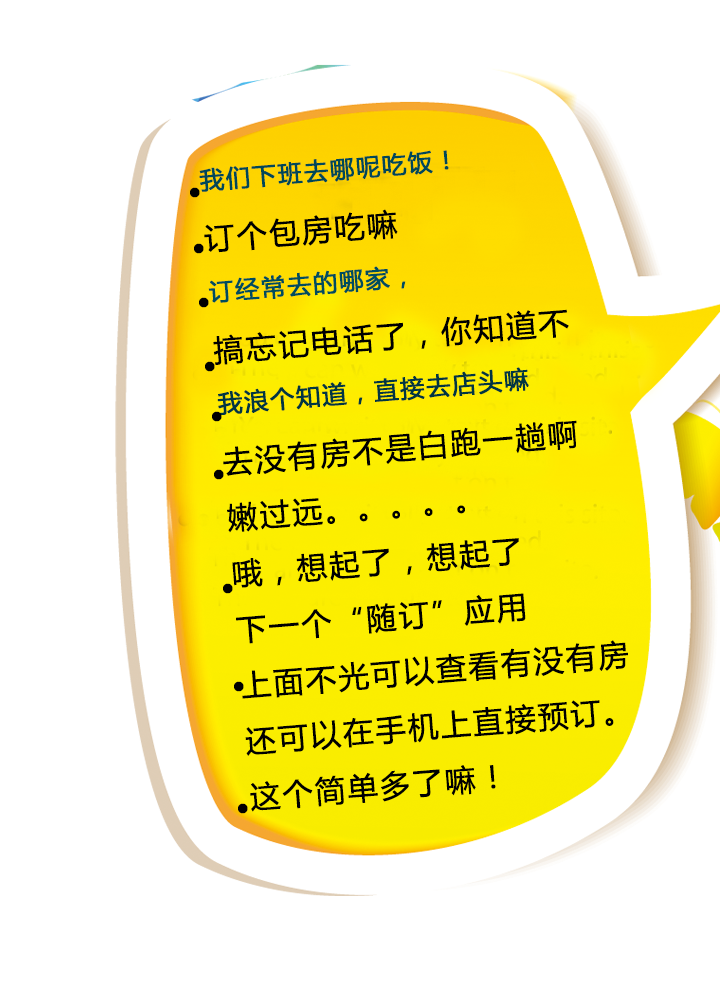 我们下班去哪呢吃饭！
订个包房吃嘛
订经常去的哪家，
搞忘记电话了，你知道不
我浪个知道，直接去店头嘛
去没有房不是白跑一趟啊
嫩过远。。。。。
哦，想起了，想起了
下一个“随订”应用
上面不光可以查看有没有房
还可以在手机上直接预订。
这个简单多了嘛！